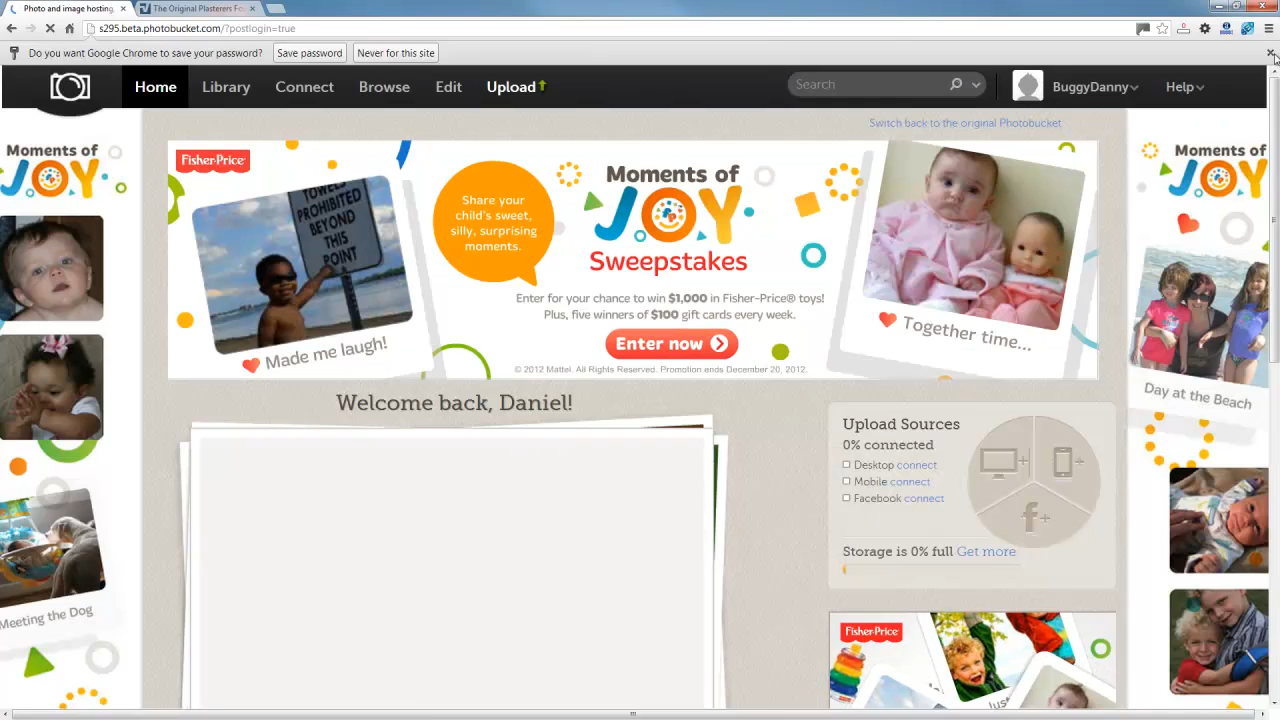 Photo and image hosting,
The Original Plasterers Fo
s295.beta.photobucket.com/?postlogin=true
Do you want Google Chrome to save your password? Save password Never for this site
Home Library Connect Browse Edit Upload Search BuggyDanny Help
Switch back to the original Photobucket
Moments of
JOY
Fisher-Price
TOWELS
PROHIBITED
BEYOND
THIS
POINT
Made me laugh!
Share your
child's sweet,
silly, surprising
moments.
Moments of
JOY
Sweepstakes
Enter for your chance to win $1,000 in Fisher-Price® toys!
Plus, five winners of $100 gift cards every week.
Enter now
© 2012 Mattel. All Rights Reserved. Promotion ends December 20, 2012.
Together time...
Moments of
JOY
Day at the Beach
Meeting the Dog
Welcome back, Daniel!
Upload Sources
0% connected
Desktop connect
Mobile connect
Facebook connect
Storage is 0% full Get more
Fisher-Price